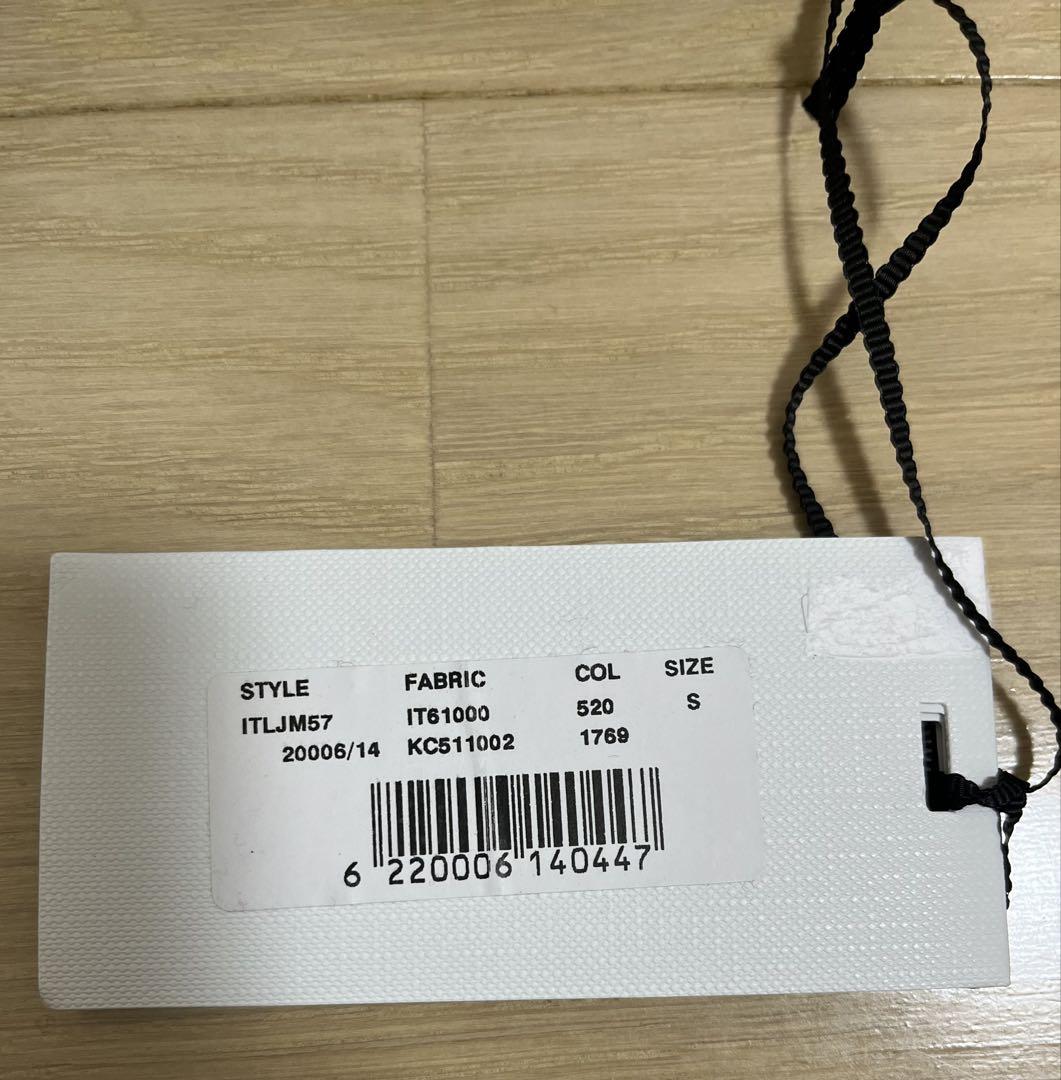 STYLE FABRIC COL SIZE
ITLJM57 IT61000 520 S
20006/14 KC511002 1769
6 220006 140447